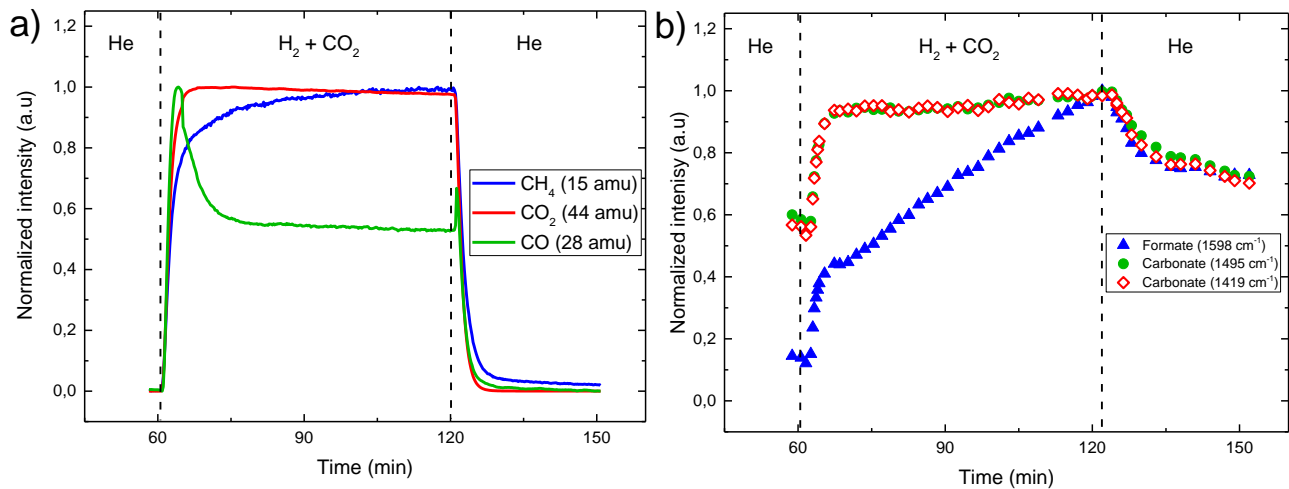 a)
He
H₂ + CO₂
He
Normalized Intensity (a.u)
1,2
1,0
0,8
0,6
0,4
0,2
0,0
CH₄ (15 amu)
CO₂ (44 amu)
CO (28 amu)
60
90
120
150
Time (min)
b)
He
H₂ + CO₂
He
Normalized intensity (a.u)
1,2
1,0
0,8
0,6
0,4
0,2
0,0
Formate (1598 cm⁻¹)
Carbonate (1495 cm⁻¹)
Carbonate (1419 cm⁻¹)
60
90
120
150
Time (min)